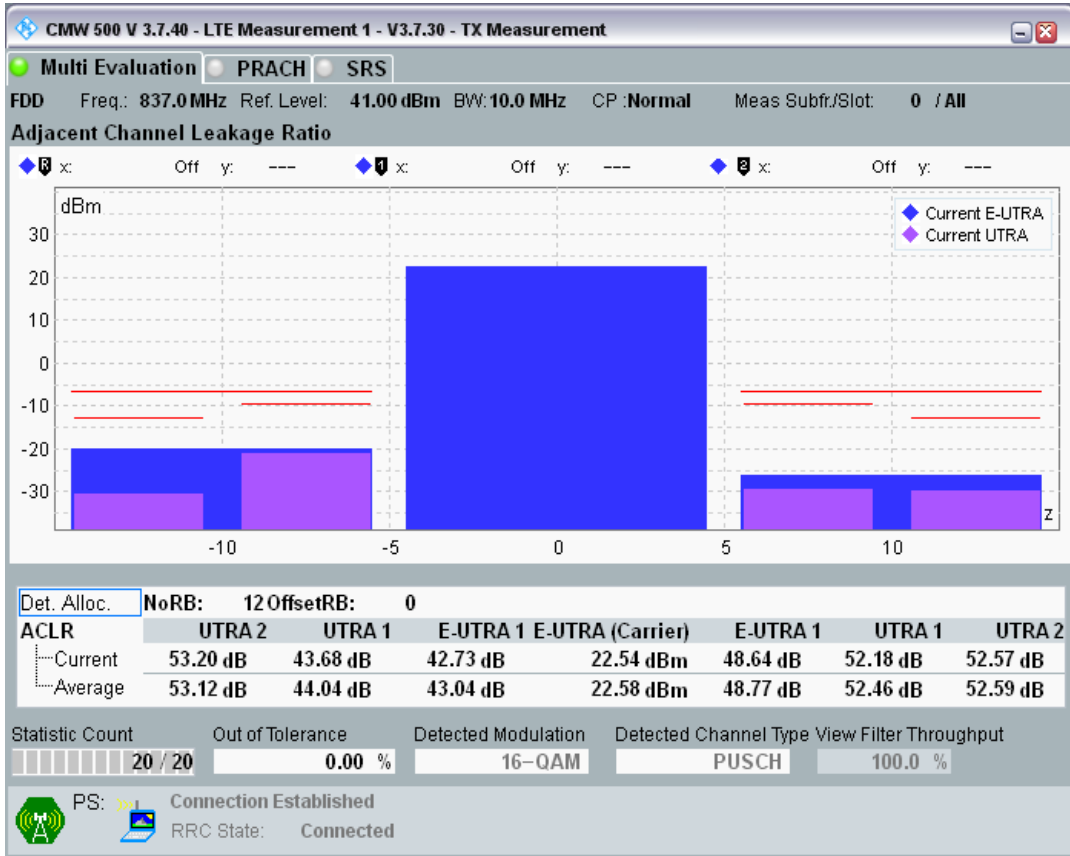 CMW 500 V 3.7.40 - LTE Measurement 1 - V3.7.30 - TX Measurement
Multi Evaluation PRACH SRS
FDD Freq.: 837.0 MHz Ref. Level: 41.00 dBm BW: 10.0 MHz CP :Normal Meas Subfr./Slot: 0 / All
Adjacent Channel Leakage Ratio
R x: Off y: --- 1 x: Off y: --- 2 x: Off y: ---
dBm
Current E-UTRA
Current UTRA
30
20
10
0
-10
-20
-30
z
-10 -5 0 5 10
Det. Alloc. NoRB: 12 OffsetRB: 0
ACLR UTRA 2 UTRA 1 E-UTRA 1 E-UTRA (Carrier) E-UTRA 1 UTRA 1 UTRA 2
Current 53.20 dB 43.68 dB 42.73 dB 22.54 dBm 48.64 dB 52.18 dB 52.57 dB
Average 53.12 dB 44.04 dB 43.04 dB 22.58 dBm 48.77 dB 52.46 dB 52.59 dB
Statistic Count Out of Tolerance Detected Modulation Detected Channel Type View Filter Throughput
20 / 20 0.00 % 16-QAM PUSCH 100.0 %
PS: Connection Established
RRC State: Connected